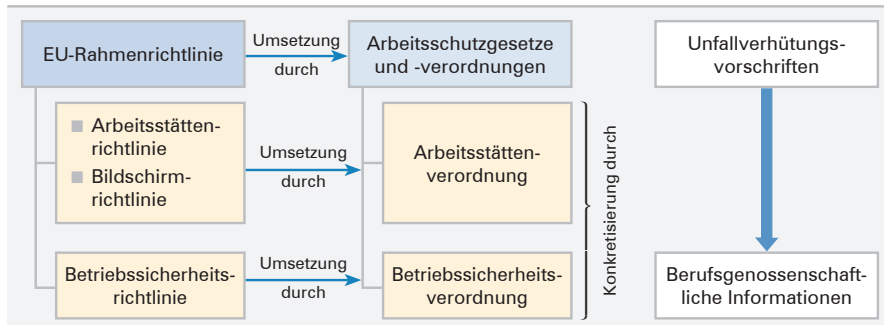 EU-Rahmenrichtlinie
Umsetzung
durch
Arbeitsschutzgesetze
und -verordnungen
Unfallverhütungs-
vorschriften
Arbeitsstätten-
richtlinie
Bildschirm-
richtlinie
Umsetzung
durch
Arbeitsstätten-
verordnung
Konkretisierung durch
Betriebssicherheits-
richtlinie
Umsetzung
durch
Betriebssicherheits-
verordnung
Berufsgenossenschaft-
liche Informationen